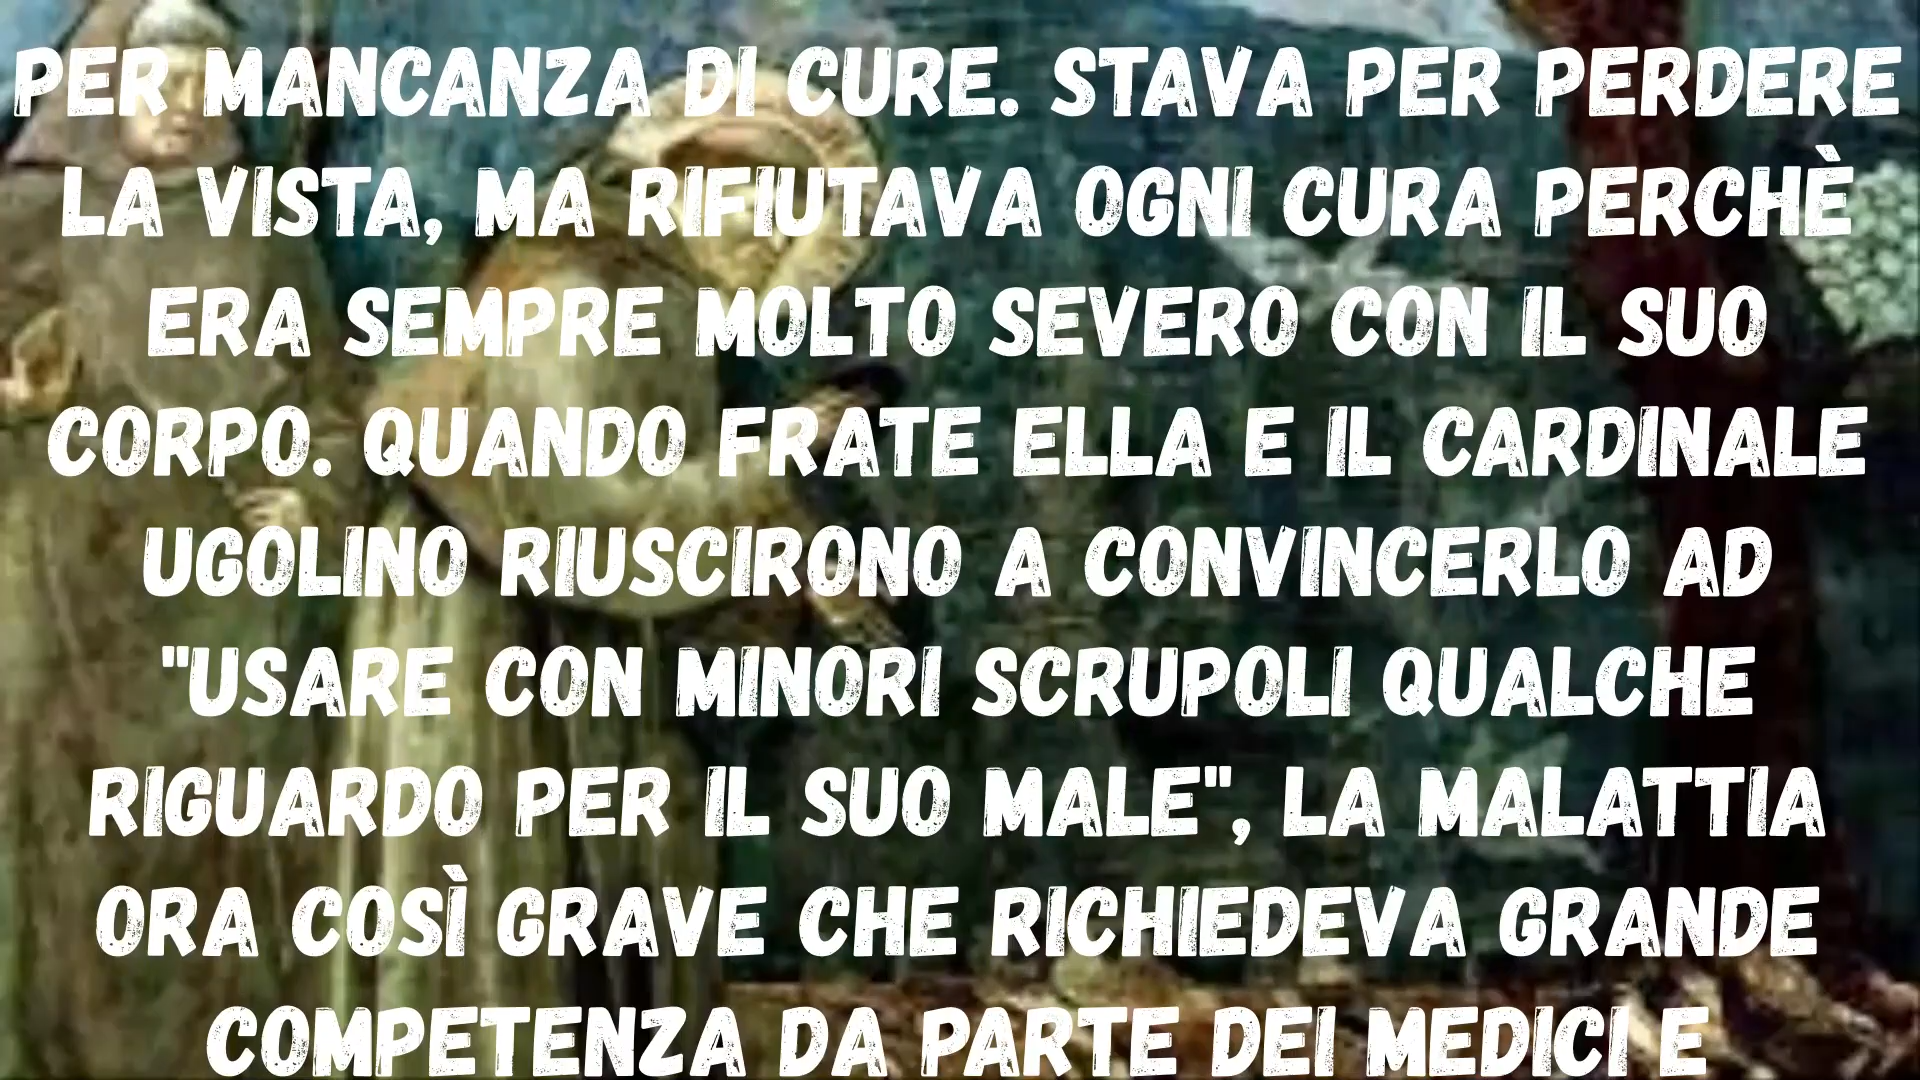 PER MANCANZA DI CURE. STAVA PER PERDERE
LA VISTA, MA RIFIUTAVA OGNI CURA PERCHÈ
ERA SEMPRE MOLTO SEVERO CON IL SUO
CORPO. QUANDO FRATE ELLA E IL CARDINALE
UGOLINO RIUSCIRONO A CONVINCERLO AD
"USARE CON MINORI SCRUPOLI QUALCHE
RIGUARDO PER IL SUO MALE", LA MALATTIA
ORA COSÌ GRAVE CHE RICHIEDEVA GRANDE
COMPETENZA DA PARTE DEI MEDICI E